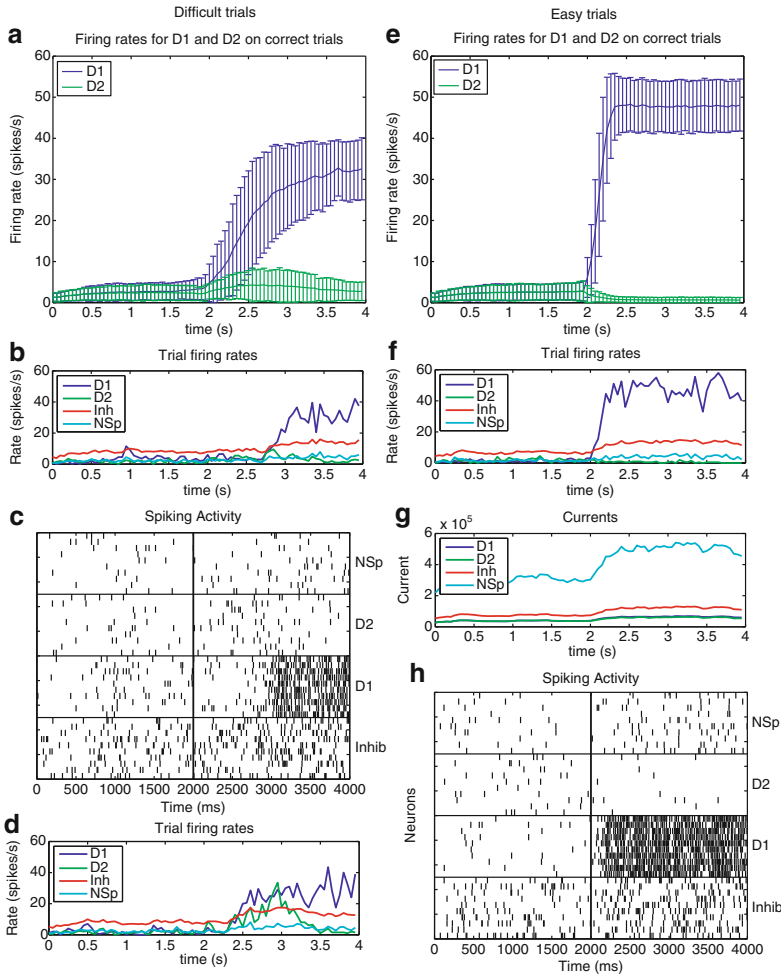 Difficult trials
a
Firing rates for D1 and D2 on correct trials
D1
D2
Firing rate (spikes/s)
60
50
40
30
20
10
0
0 0.5 1 1.5 2 2.5 3 3.5 4
time (s)
b
Trial firing rates
D1
D2
Inh
NSp
Rate (spikes/s)
60
40
20
0
0 0.5 1 1.5 2 2.5 3 3.5 4
time (s)
c
Spiking Activity
NSp
D2
D1
Inhib
0 500 1000 1500 2000 2500 3000 3500 4000
Time (ms)
d
Trial firing rates
D1
D2
Inh
NSp
Rate (spikes/s)
60
40
20
0
0 0.5 1 1.5 2 2.5 3 3.5 4
time (s)
Easy trials
e
Firing rates for D1 and D2 on correct trials
D1
D2
Firing rate (spikes/s)
60
50
40
30
20
10
0
0 0.5 1 1.5 2 2.5 3 3.5 4
time (s)
f
Trial firing rates
D1
D2
Inh
NSp
Rate (spikes/s)
60
40
20
0
0 0.5 1 1.5 2 2.5 3 3.5 4
time (s)
g
Currents
x 10⁵
D1
D2
Inh
NSp
Current
6
4
2
0
0 0.5 1 1.5 2 2.5 3 3.5 4
time (s)
h
Spiking Activity
Neurons
NSp
D2
D1
Inhib
0 500 1000 1500 2000 2500 3000 3500 4000
Time (ms)